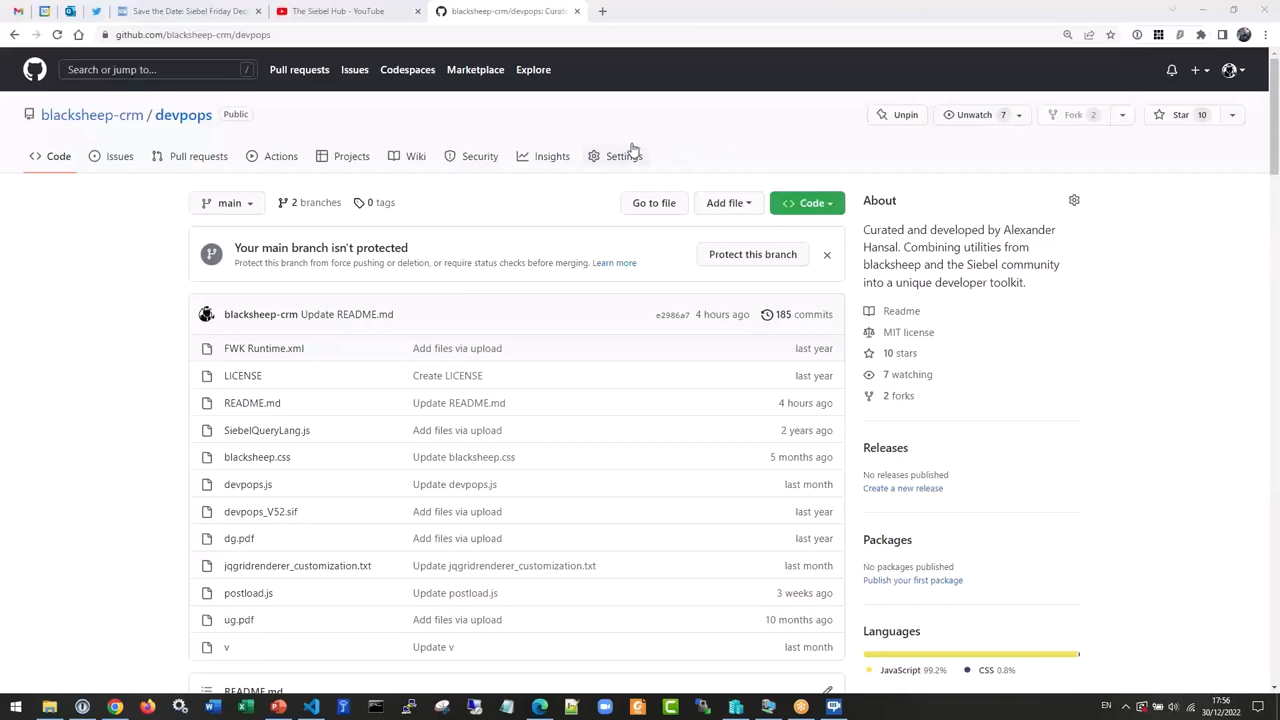 Save the Date: Siebel Friday Dec
The Siebel Hub - YouTube
blacksheep-crm/devpops: Curat
github.com/blacksheep-crm/devpops
Search or jump to...
/
Pull requests
Issues
Codespaces
Marketplace
Explore
blacksheep-crm / devpops
Public
Unpin
Unwatch 7
Fork 2
Star 10
<> Code
Issues
Pull requests
Actions
Projects
Wiki
Security
Insights
Settings
main
2 branches
0 tags
Go to file
Add file
<> Code
Your main branch isn't protected
Protect this branch from force pushing or deletion, or require status checks before merging. Learn more
Protect this branch
blacksheep-crm Update README.md
e2986a7 4 hours ago
185 commits
FWK Runtime.xml Add files via upload last year
LICENSE Create LICENSE last year
README.md Update README.md 4 hours ago
SiebelQueryLang.js Add files via upload 2 years ago
blacksheep.css Update blacksheep.css 5 months ago
devpops.js Update devpops.js last month
devpops_V52.sif Add files via upload last year
dg.pdf Add files via upload last year
jqgridrenderer_customization.txt Update jqgridrenderer_customization.txt last month
postload.js Update postload.js 3 weeks ago
ug.pdf Add files via upload 10 months ago
v Update v last month
README.md
About
Curated and developed by Alexander
Hansal. Combining utilities from
blacksheep and the Siebel community
into a unique developer toolkit.
Readme
MIT license
10 stars
7 watching
2 forks
Releases
No releases published
Create a new release
Packages
No packages published
Publish your first package
Languages
JavaScript 99.2%
CSS 0.8%
EN
17:56
30/12/2022